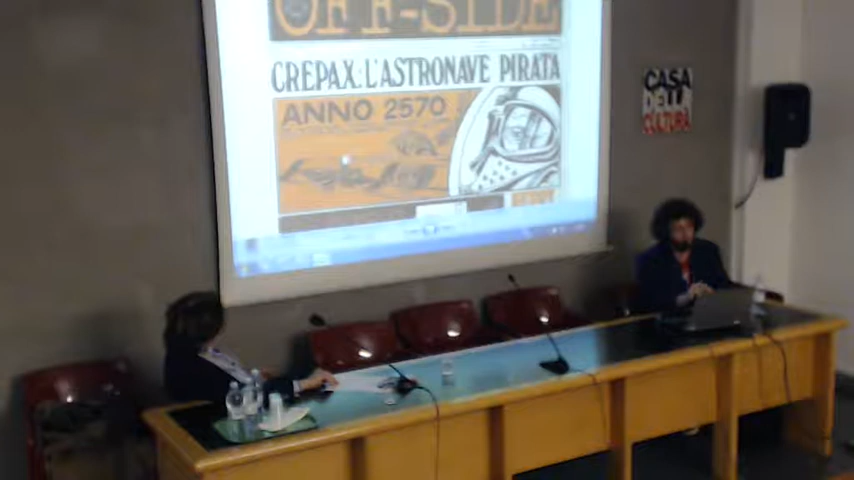 OFF-SIDE
CREPAX: L'ASTRONAVE PIRATA
ANNO 2570
CASA
DELLA
CULTURA